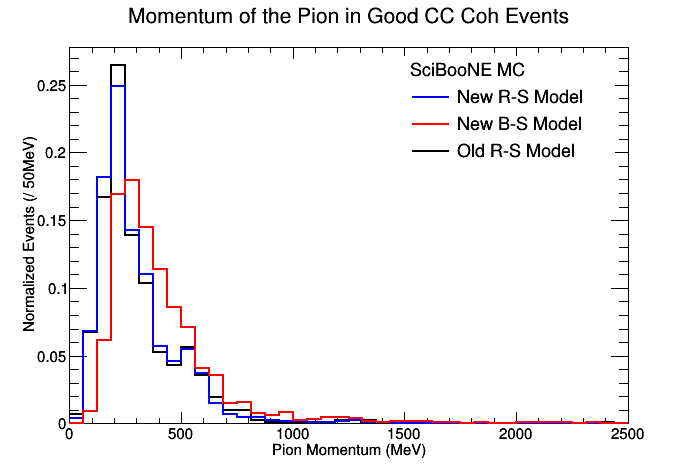 Momentum of the Pion in Good CC Coh Events
SciBooNE MC
New R-S Model
New B-S Model
Old R-S Model
Normalized Events (/ 50MeV)
0.25
0.2
0.15
0.1
0.05
0
0 500 1000 1500 2000 2500
Pion Momentum (MeV)